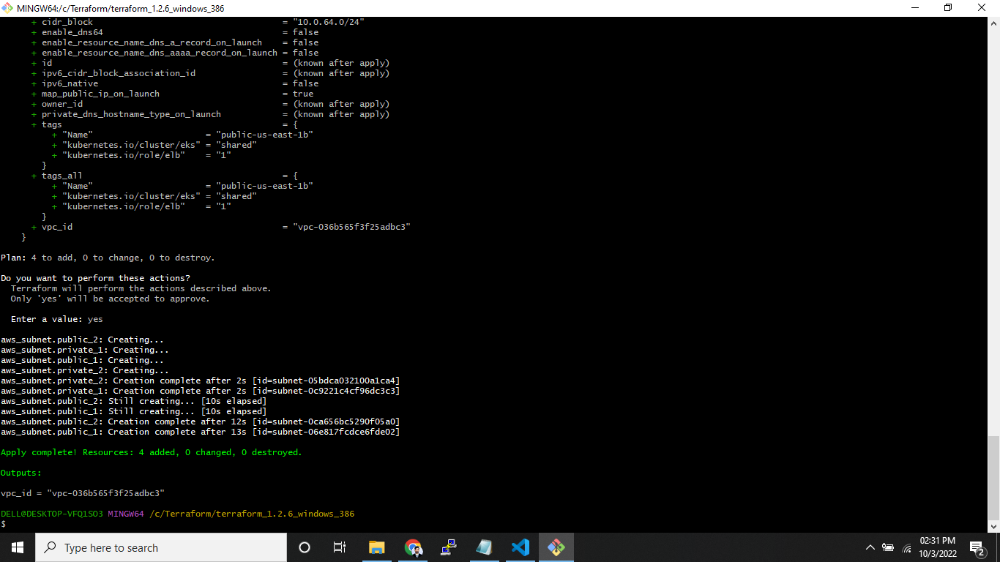 MINGW64:/c/Terraform/terraform_1.2.6_windows_386
+ cidr_block = "10.0.64.0/24"
+ enable_dns64 = false
+ enable_resource_name_dns_a_record_on_launch = false
+ enable_resource_name_dns_aaaa_record_on_launch = false
+ id = (known after apply)
+ ipv6_cidr_block_association_id = (known after apply)
+ ipv6_native = false
+ map_public_ip_on_launch = true
+ owner_id = (known after apply)
+ private_dns_hostname_type_on_launch = (known after apply)
+ tags = {
+ "Name" = "public-us-east-1b"
+ "kubernetes.io/cluster/eks" = "shared"
+ "kubernetes.io/role/elb" = "1"
}
+ tags_all = {
+ "Name" = "public-us-east-1b"
+ "kubernetes.io/cluster/eks" = "shared"
+ "kubernetes.io/role/elb" = "1"
}
+ vpc_id = "vpc-036b565f3f25adbc3"
}
Plan: 4 to add, 0 to change, 0 to destroy.
Do you want to perform these actions?
Terraform will perform the actions described above.
Only 'yes' will be accepted to approve.
Enter a value: yes
aws_subnet.public_2: Creating...
aws_subnet.private_1: Creating...
aws_subnet.public_1: Creating...
aws_subnet.private_2: Creating...
aws_subnet.private_2: Creation complete after 2s [id=subnet-05bdca032100a1ca4]
aws_subnet.private_1: Creation complete after 2s [id=subnet-0c9221c4cf96dc3c3]
aws_subnet.public_2: Still creating... [10s elapsed]
aws_subnet.public_1: Still creating... [10s elapsed]
aws_subnet.public_2: Creation complete after 12s [id=subnet-0ca656bc5290f05a0]
aws_subnet.public_1: Creation complete after 13s [id=subnet-06e817fcdce6fde02]
Apply complete! Resources: 4 added, 0 changed, 0 destroyed.
Outputs:
vpc_id = "vpc-036b565f3f25adbc3"
DELL@DESKTOP-VFQ1SO3 MINGW64 /c/Terraform/terraform_1.2.6_windows_386
$
Type here to search
02:31 PM
10/3/2022
2